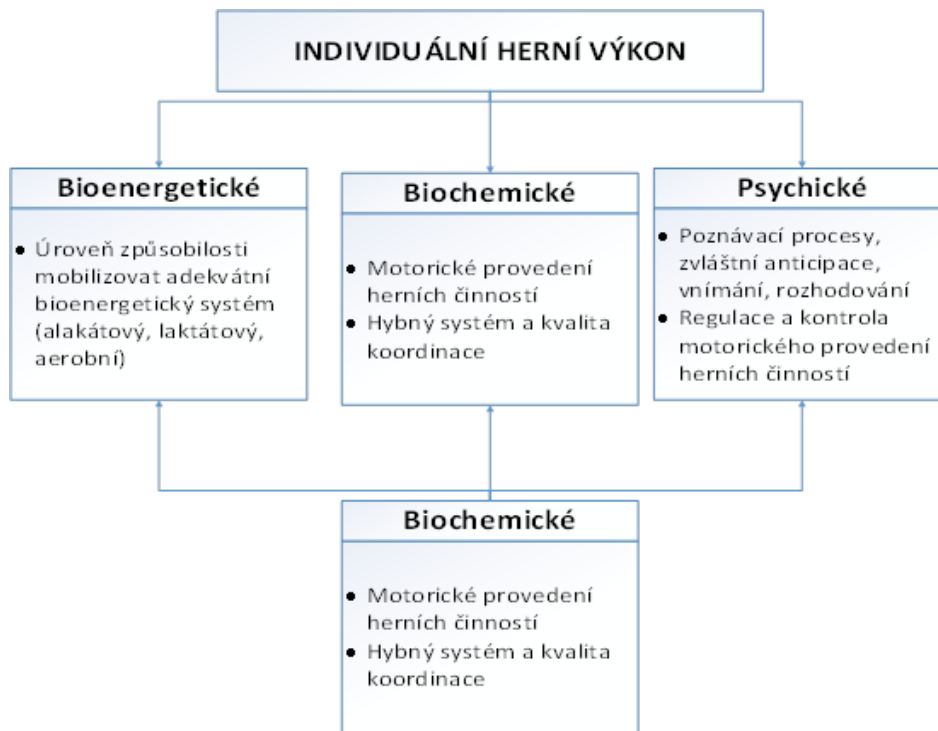 INDIVIDUÁLNÍ HERNÍ VÝKON
Bioenergetické
• Úroveň způsobilosti
mobilizovat adekvátní
bioenergetický systém
(alakátový, laktátový,
aerobní)
Biochemické
• Motorické provedení
herních činností
• Hybný systém a kvalita
koordinace
Psychické
• Poznávací procesy,
zvláštní anticipace,
vnímání, rozhodování
• Regulace a kontrola
motorického provedení
herních činností
Biochemické
• Motorické provedení
herních činností
• Hybný systém a kvalita
koordinace